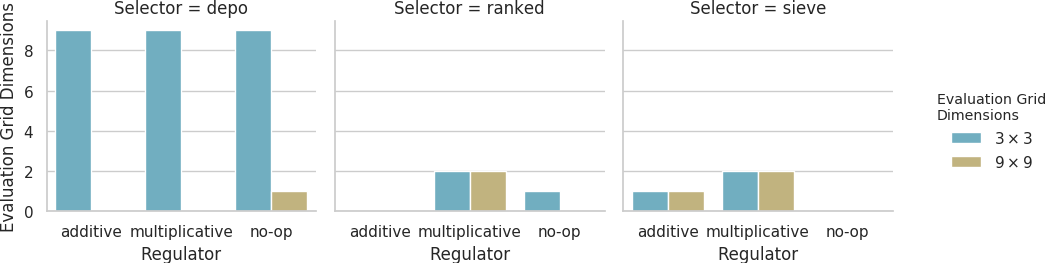 Selector = depo
Selector = ranked
Selector = sieve
Evaluation Grid Dimensions
8
6
4
2
0
additive
multiplicative
no-op
additive
multiplicative
no-op
additive
multiplicative
no-op
Regulator
Regulator
Regulator
Evaluation Grid
Dimensions
3 × 3
9 × 9